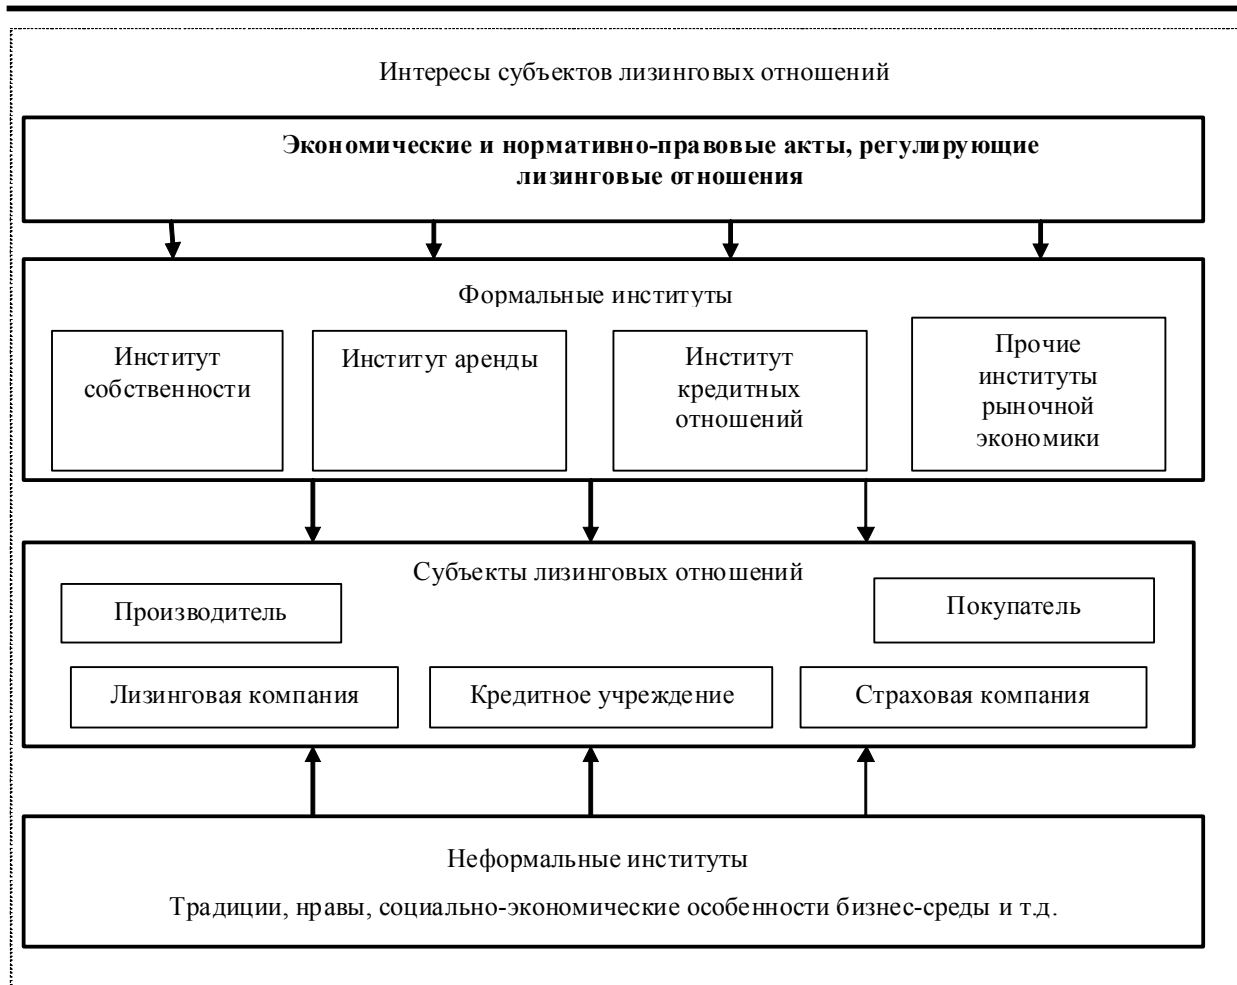 Интересы субъектов лизинговых отношений
Экономические и нормативно-правовые акты, регулирующие
лизинговые отношения
Формальные институты
Институт
собственности
Институт аренды
Институт
кредитных
отношений
Прочие
институты
рыночной
экономики
Субъекты лизинговых отношений
Производитель
Покупатель
Лизинговая компания
Кредитное учреждение
Страховая компания
Неформальные институты
Традиции, нравы, социально-экономические особенности бизнес-среды и т.д.